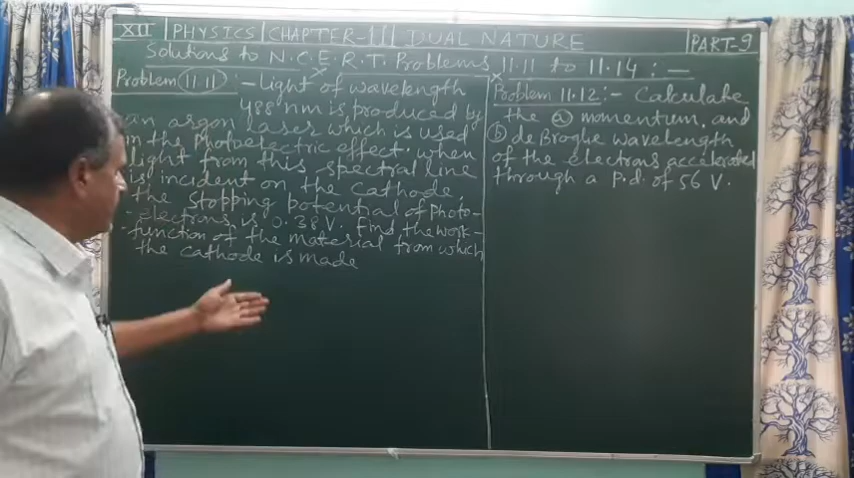 XII PHYSICS CHAPTER-11 DUAL NATURE PART-9
Solutions to N.C.E.R.T. Problems 11.11 to 11.14 :—
Problem 11.11 :- Light of wavelength
488 nm is produced by
an argon laser which is used
in the photoelectric effect. when
light from this spectral line
is incident on the cathode,
the stopping potential of photo-
-electrons is 0.38 V. Find the work-
-function of the material from which
the cathode is made
Problem 11.12 :- Calculate
the (a) momentum, and
(b) de Broglie wavelength
of the electrons accelerated
through a p.d. of 56 V.